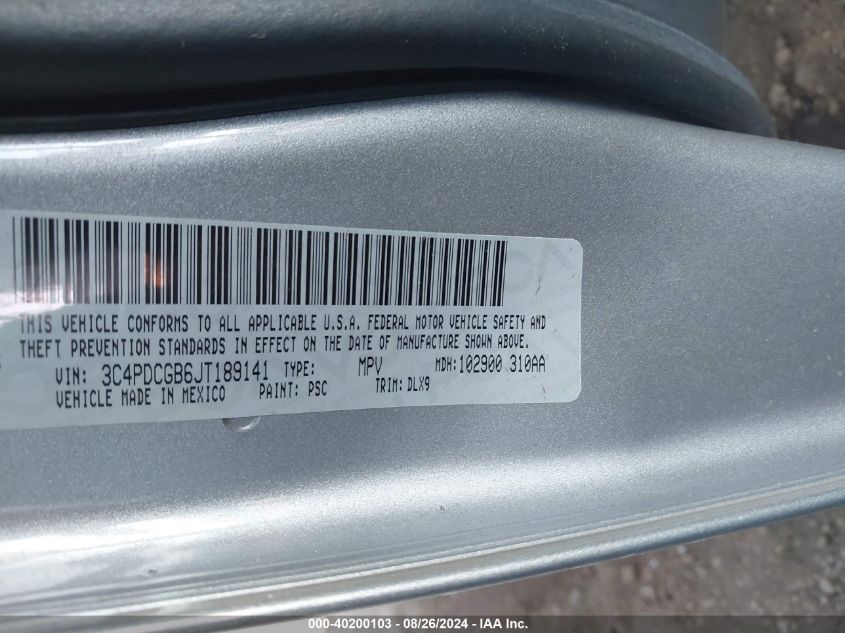 THIS VEHICLE CONFORMS TO ALL APPLICABLE U.S.A. FEDERAL MOTOR VEHICLE SAFETY AND
THEFT PREVENTION STANDARDS IN EFFECT ON THE DATE OF MANUFACTURE SHOWN ABOVE.
VIN: 3C4PDCGB6JT189141 TYPE: MPV MDH: 102900 310AA
VEHICLE MADE IN MEXICO PAINT: PSC TRIM: DLX9
000-40200103 - 08/26/2024 - IAA Inc.